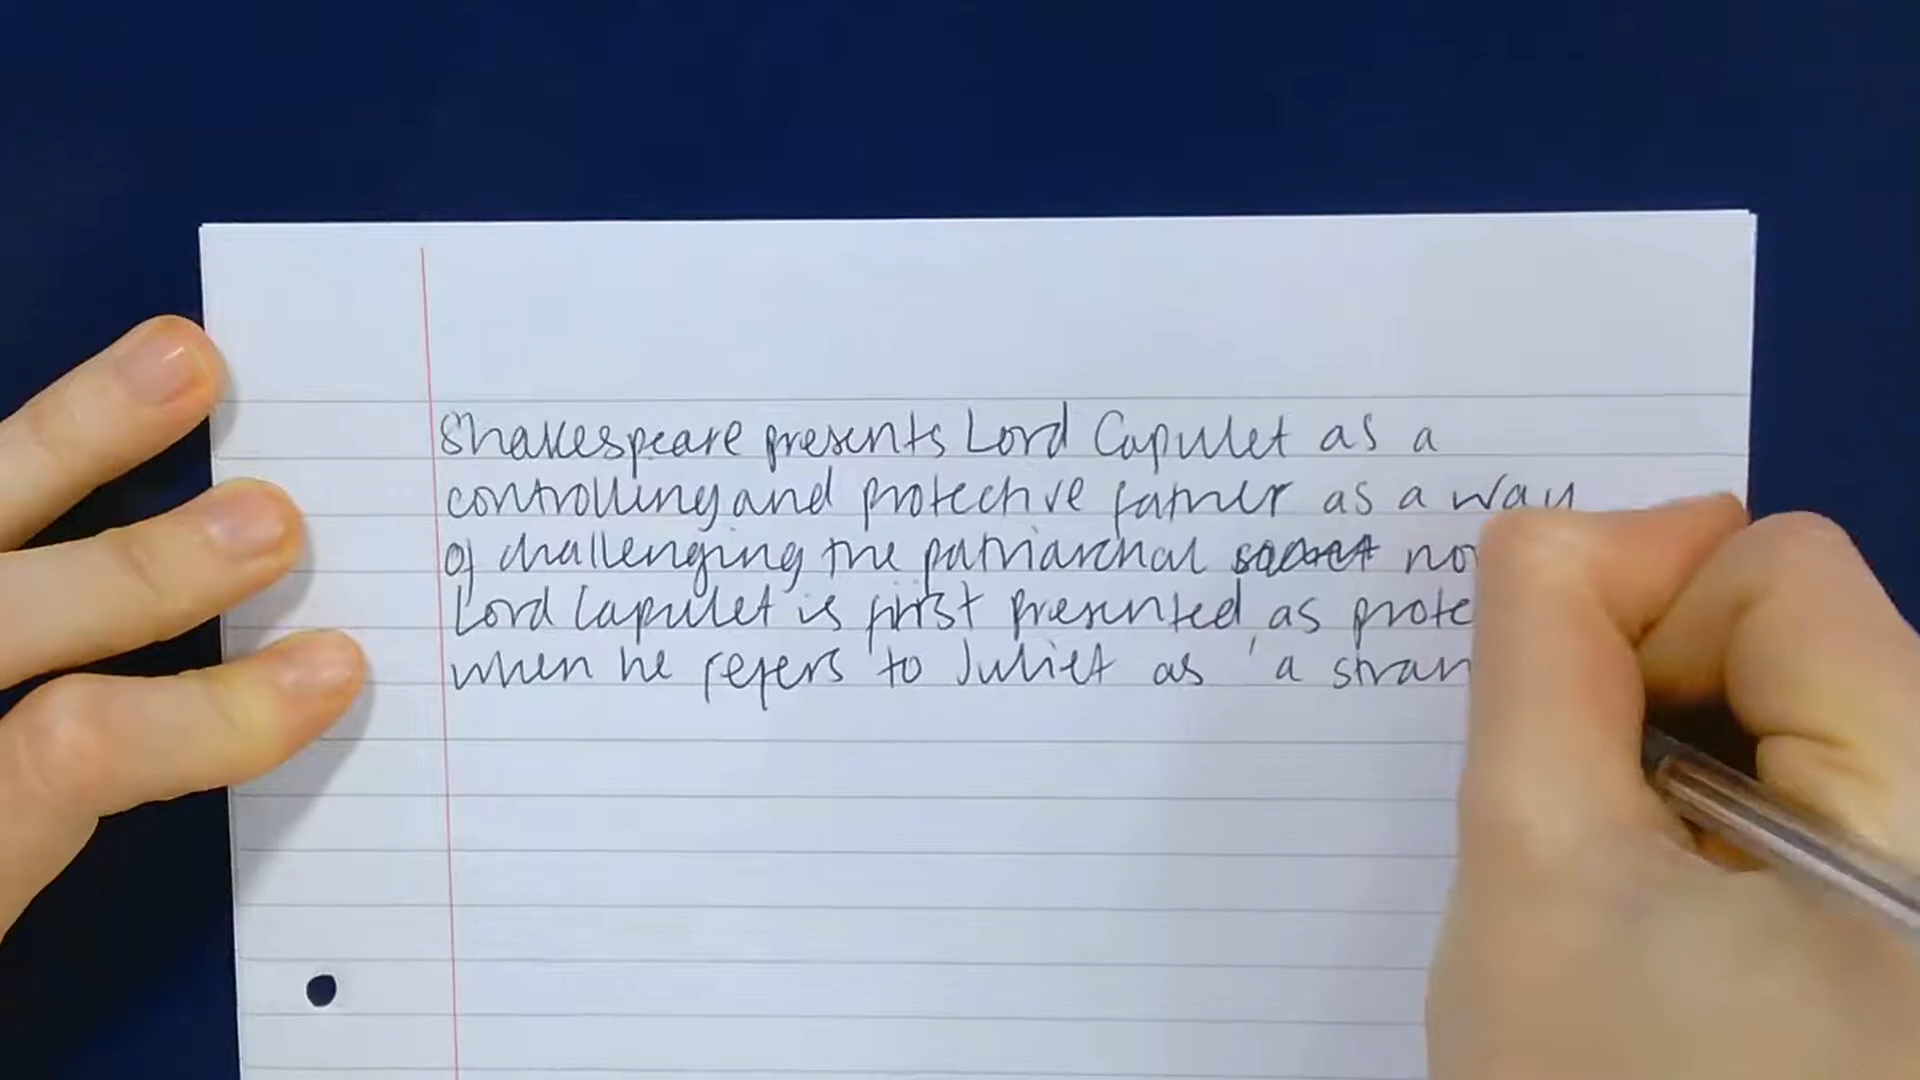 Shakespeare presents Lord Capulet as a
controlling and protective father as a way
of challenging the patriarchal no
Lord Capulet is first presented as prote
when he refers to Juliet as 'a stran